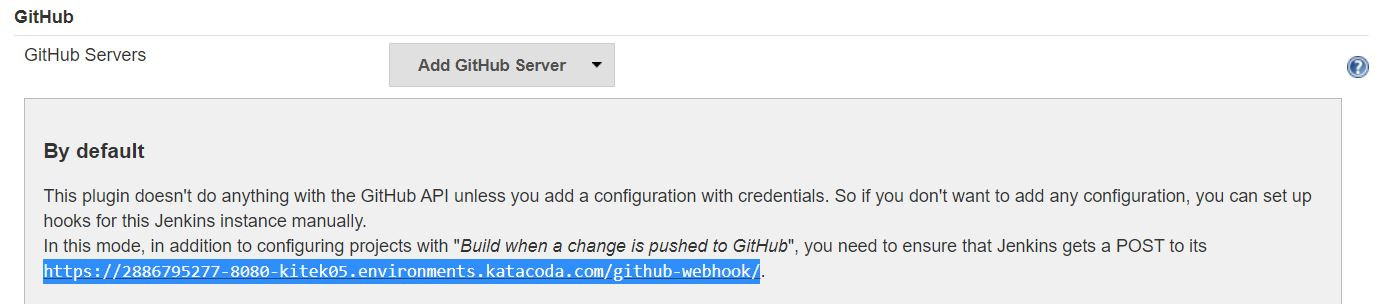 GitHub
GitHub Servers
Add GitHub Server
?
By default
This plugin doesn't do anything with the GitHub API unless you add a configuration with credentials. So if you don't want to add any configuration, you can set up
hooks for this Jenkins instance manually.
In this mode, in addition to configuring projects with "Build when a change is pushed to GitHub", you need to ensure that Jenkins gets a POST to its
https://2886795277-8080-kitek05.environments.katacoda.com/github-webhook/.